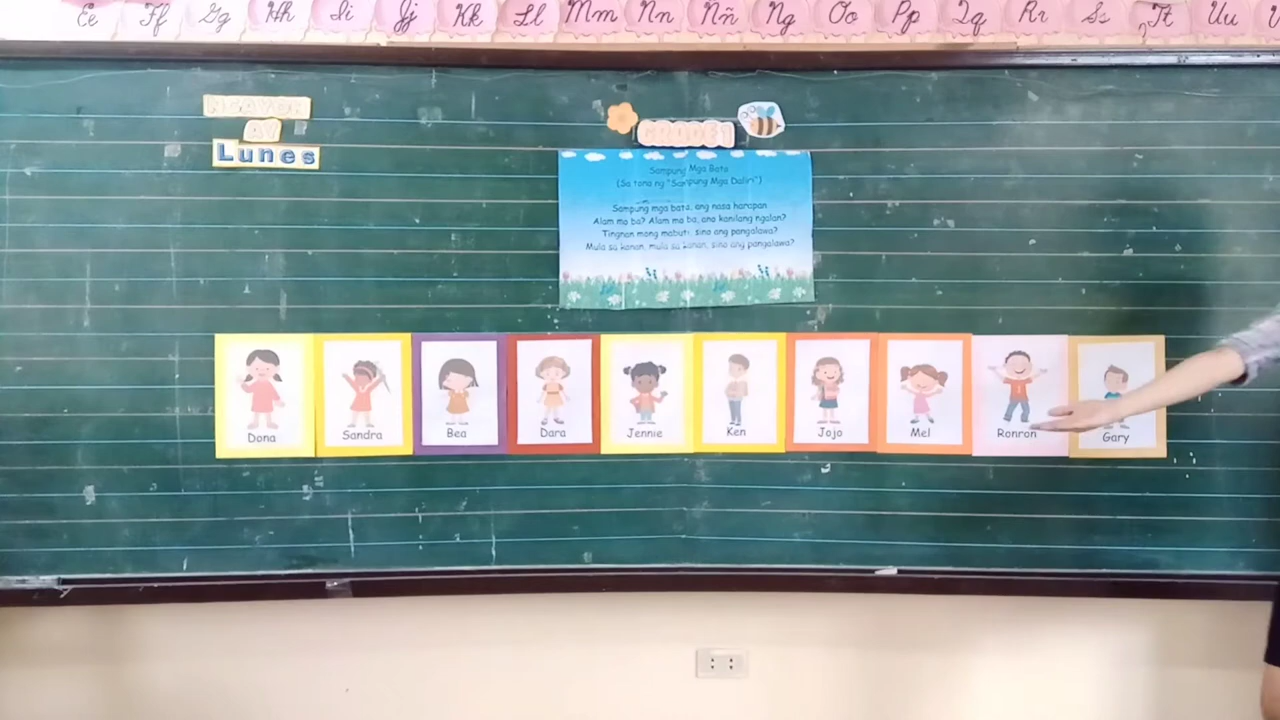 Ee Ff Gg Hh Ii Jj Kk Ll Mm Nn Ññ Ng Oo Pp Qq Rr Ss Tt Uu
NGAYON
AY
Lunes
GRADE 1
Sampung Mga Bata
(Sa tono ng "Sampung Mga Daliri")
Sampung mga bata, ang nasa harapan
Alam mo ba? Alam mo ba, ano kanilang ngalan?
Tingnan mong mabuti, sino ang pangalawa?
Mula sa kanan, mula sa kanan, sino ang pangalawa?
Dona Sandra Bea Dara Jennie Ken Jojo Mel Ronron Gary